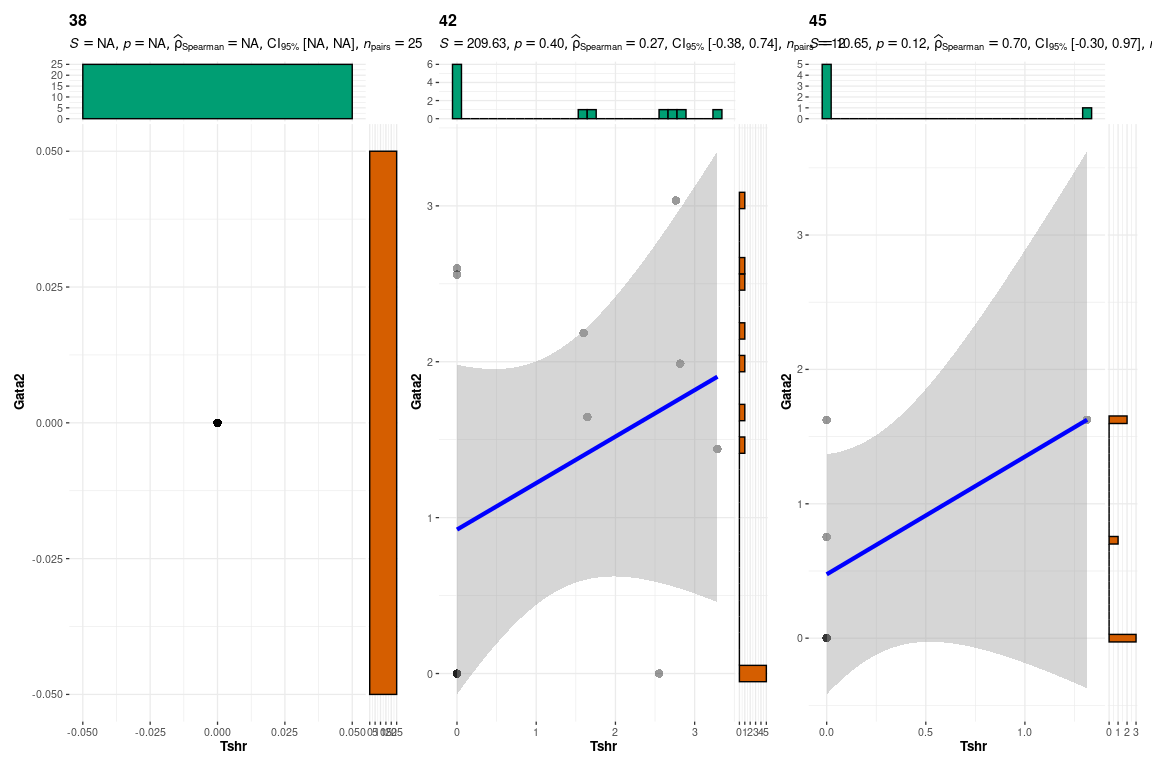 38
S = NA, p = NA, ρ̂Spearman = NA, CI95% [NA, NA], npairs = 25
25
20
15
10
5
0
0.050
0.025
0.000
-0.025
-0.050
Gata2
-0.050 -0.025 0.000 0.025 0.050
Tshr
42
S = 209.63, p = 0.40, ρ̂Spearman = 0.27, CI95% [-0.38, 0.74], npairs = 12
6
4
2
0
3
2
1
0
Gata2
0 1 2 3
012345
Tshr
45
S = 10.65, p = 0.12, ρ̂Spearman = 0.70, CI95% [-0.30, 0.97],
5
4
3
2
1
0
3
2
1
0
Gata2
0.0 0.5 1.0
0 1 2 3
Tshr